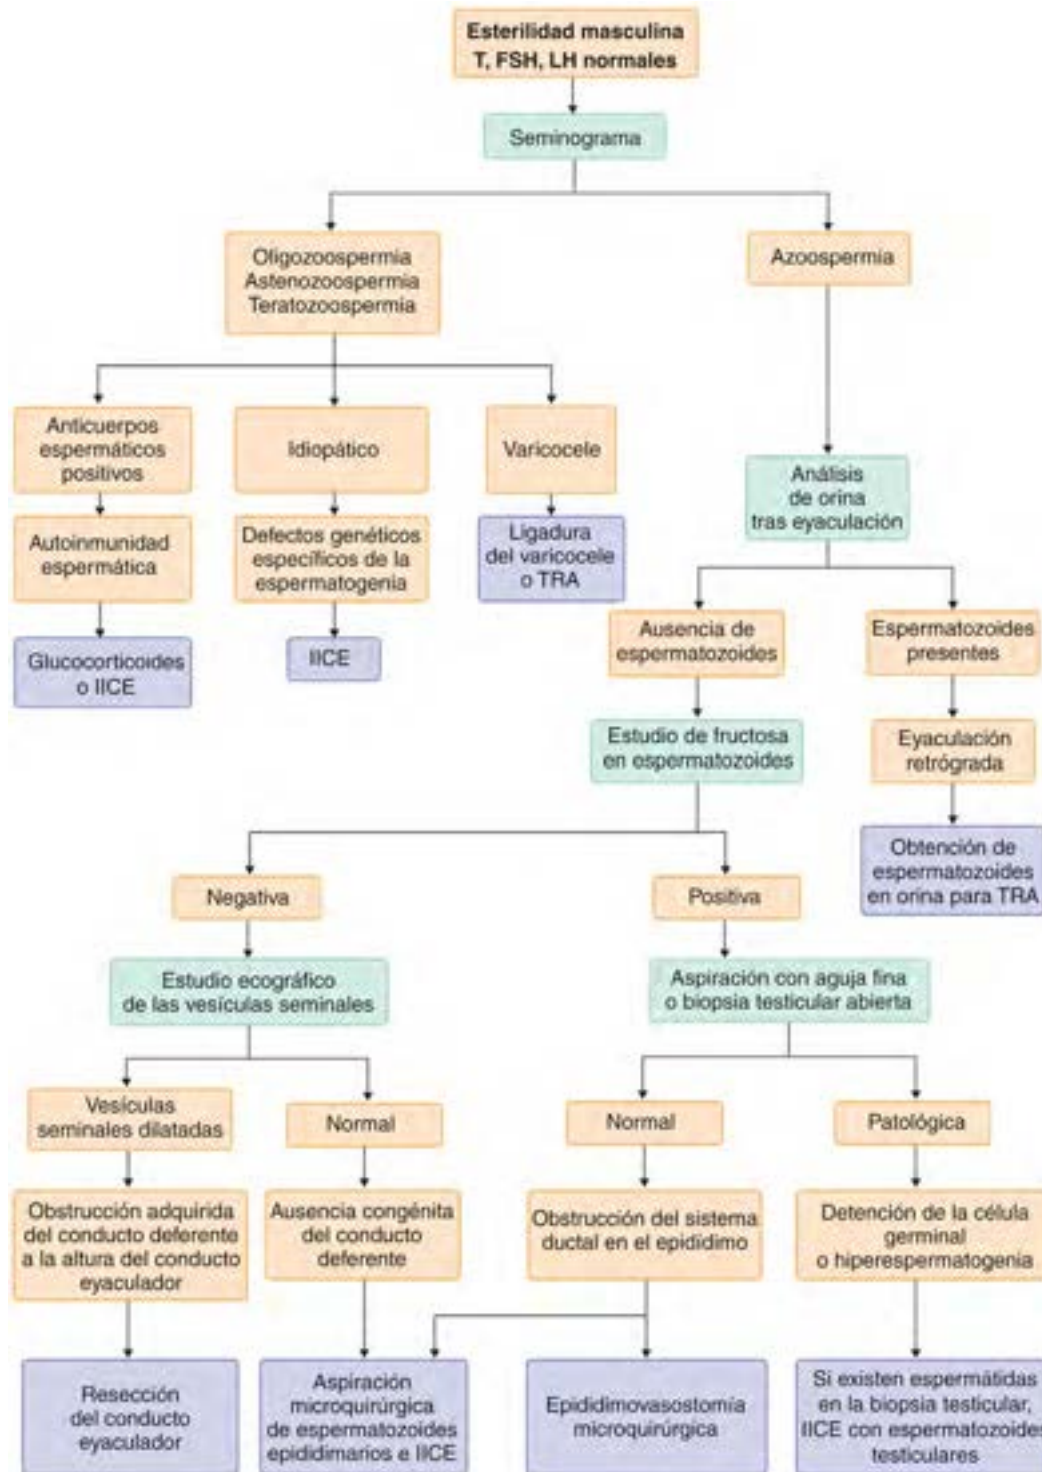 Esterilidad masculina
T, FSH, LH normales
Seminograma
Oligozoospermia
Astenozoospermia
Teratozoospermia
Azoospermia
Anticuerpos
espermáticos
positivos
Idiopático
Varicocele
Análisis
de orina
tras eyaculación
Autoinmunidad
espermática
Defectos genéticos
específicos de la
espermatogenia
Ligadura
del varicocele
o TRA
Glucocorticoides
o IICE
IICE
Ausencia de
espermatozoides
Espermatozoides
presentes
Estudio de fructosa
en espermatozoides
Eyaculación
retrógrada
Obtención de
espermatozoides
en orina para TRA
Negativa
Positiva
Estudio ecográfico
de las vesículas seminales
Aspiración con aguja fina
o biopsia testicular abierta
Vesículas
seminales dilatadas
Normal
Normal
Patológica
Obstrucción adquirida
del conducto deferente
a la altura del conducto
eyaculador
Ausencia congénita
del conducto
deferente
Obstrucción del sistema
ductal en el epidídimo
Detención de la célula
germinal
o hiperespermatogenia
Resección
del conducto
eyaculador
Aspiración
microquirúrgica
de espermatozoides
epididimarios e IICE
Epididimovasostomía
microquirúrgica
Si existen espermátidas
en la biopsia testicular,
IICE con espermatozoides
testiculares